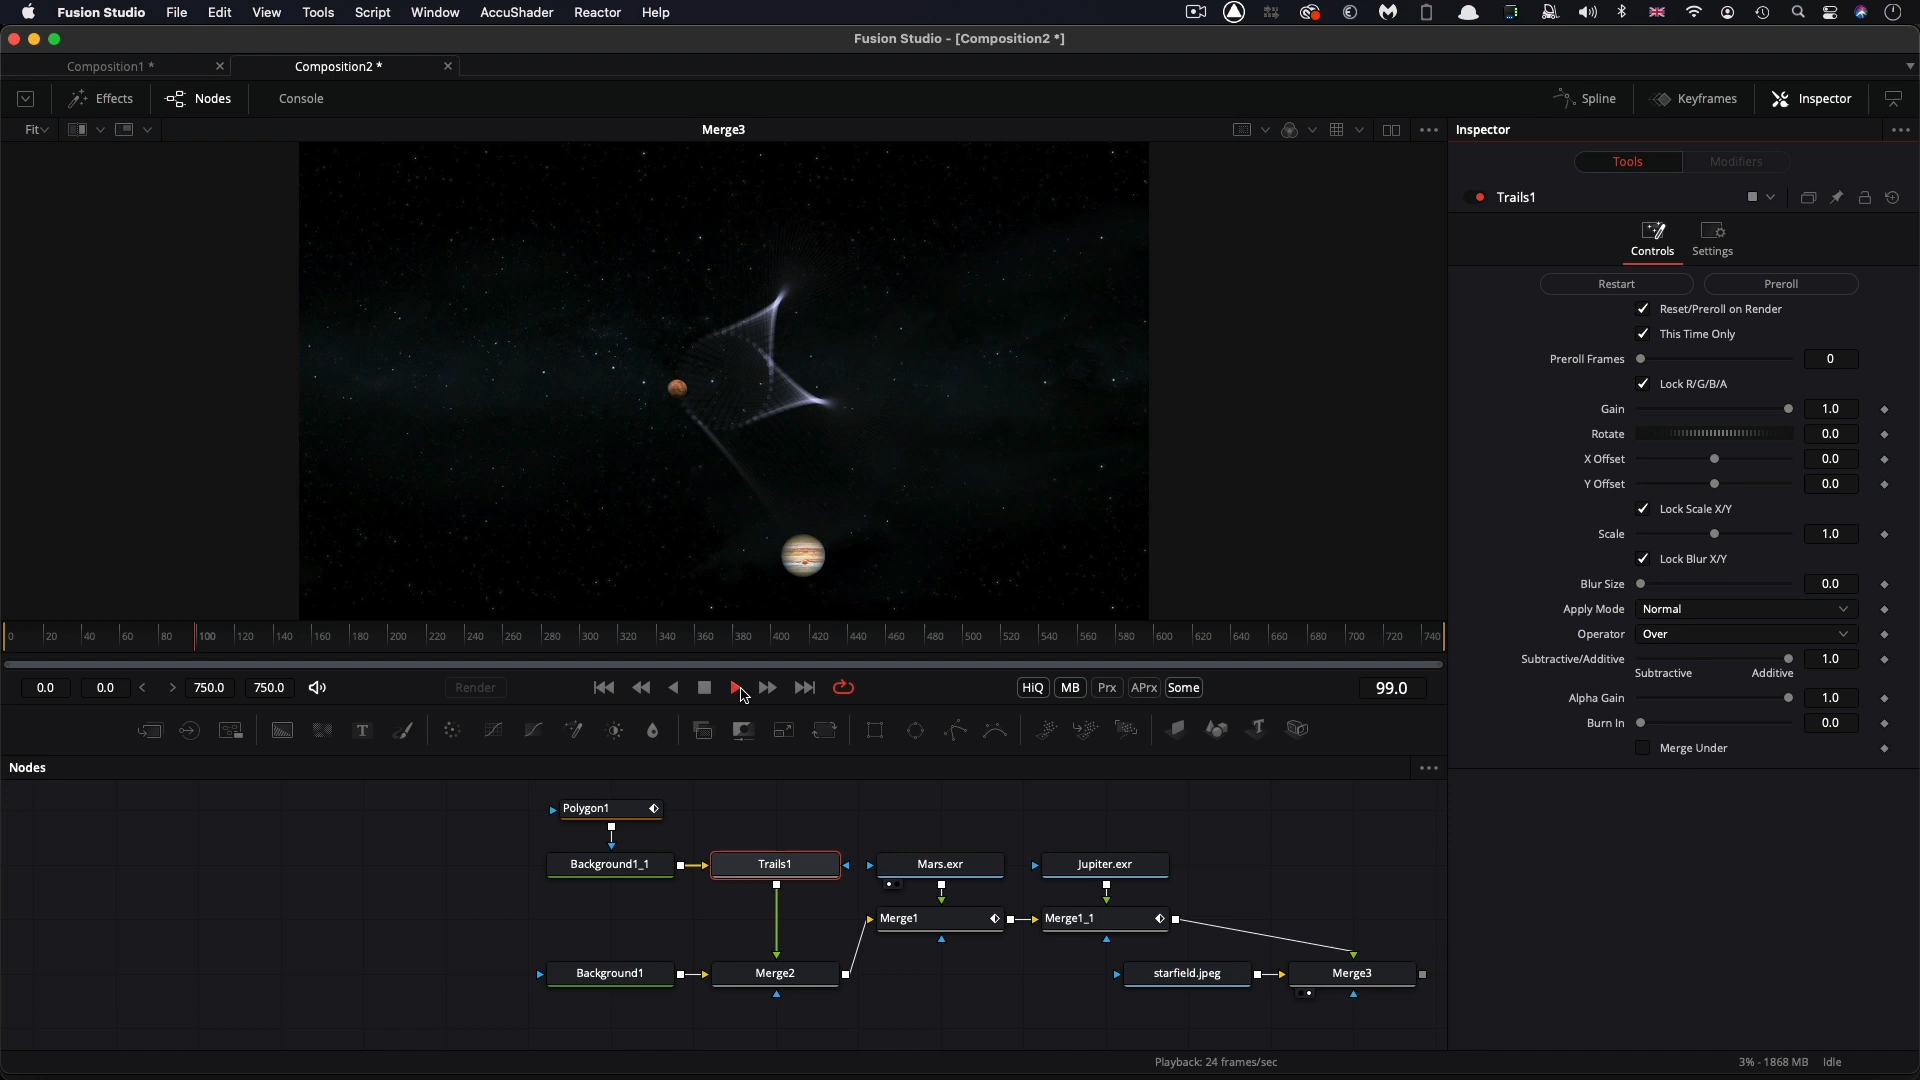 Fusion Studio File Edit View Tools Script Window AccuShader Reactor Help
Fusion Studio - [Composition2 *]
Composition1 *
Composition2 *
Effects
Nodes
Console
Spline
Keyframes
Inspector
Fit
Merge3
Inspector
Tools
Modifiers
Trails1
Controls
Settings
Restart
Preroll
Reset/Preroll on Render
This Time Only
Preroll Frames 0
Lock R/G/B/A
Gain 1.0
Rotate 0.0
X Offset 0.0
Y Offset 0.0
Lock Scale X/Y
Scale 1.0
Lock Blur X/Y
Blur Size 0.0
Apply Mode Normal
Operator Over
Subtractive/Additive 1.0
Subtractive Additive
Alpha Gain 1.0
Burn In 0.0
Merge Under
0 20 40 60 80 100 120 140 160 180 200 220 240 260 280 300 320 340 360 380 400 420 440 460 480 500 520 540 560 580 600 620 640 660 680 700 720 740
0.0 0.0 750.0 750.0 Render HiQ MB Prx APrx Some 99.0
Nodes
Polygon1
Background1_1
Trails1
Mars.exr
Jupiter.exr
Merge1
Merge1_1
Background1
Merge2
starfield.jpeg
Merge3
Playback: 24 frames/sec
3% - 1868 MB Idle